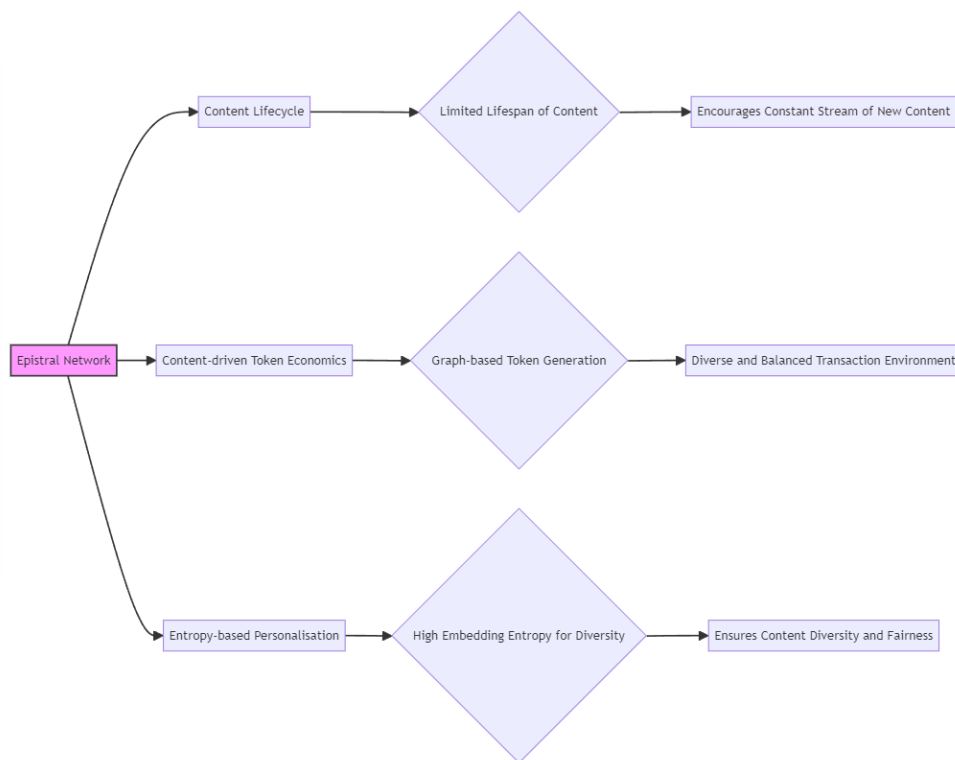 Content Lifecycle
Limited Lifespan of Content
Encourages Constant Stream of New Content
Epistral Network
Content-driven Token Economics
Graph-based Token Generation
Diverse and Balanced Transaction Environment
Entropy-based Personalisation
High Embedding Entropy for Diversity
Ensures Content Diversity and Fairness